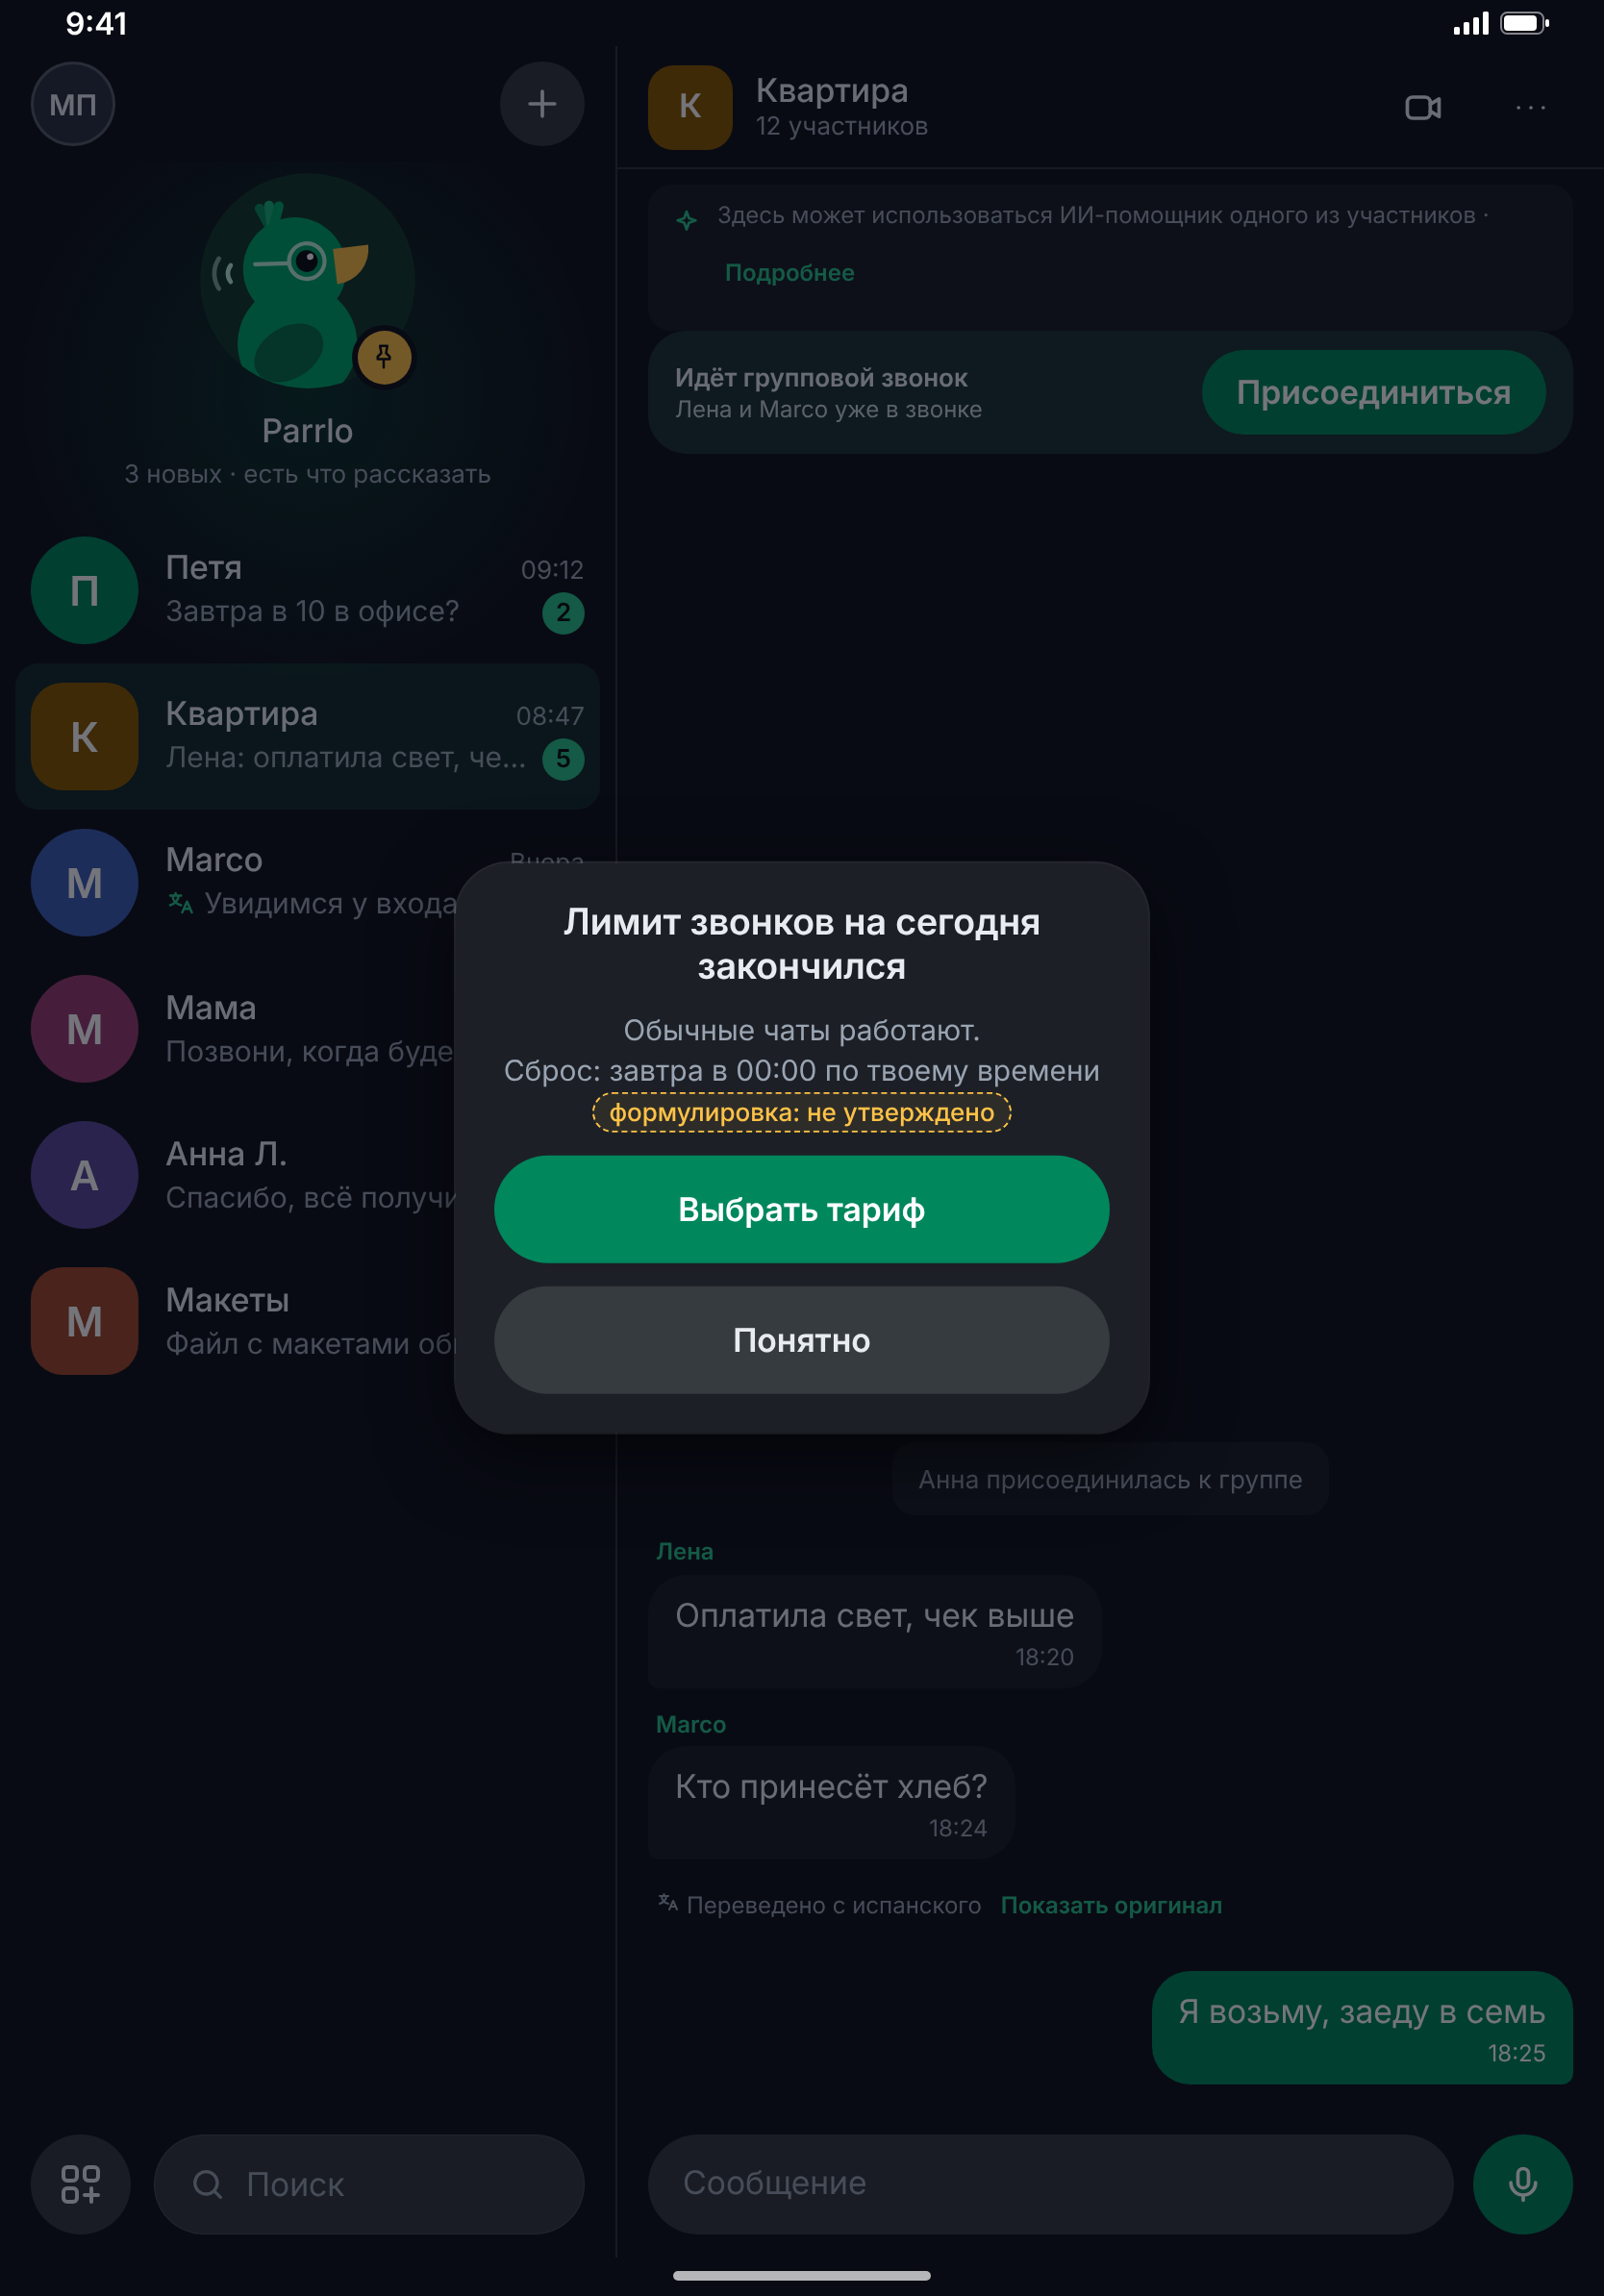 9:41
МП
Parrlo
3 новых · есть что рассказать
П
Петя
09:12
Завтра в 10 в офисе?
2
К
Квартира
08:47
Лена: оплатила свет, че...
5
M
Marco
Вчера
Увидимся у входа
М
Мама
Позвони, когда буде
А
Анна Л.
Спасибо, всё получи
М
Макеты
Файл с макетами об
Поиск
К
Квартира
12 участников
...
Здесь может использоваться ИИ-помощник одного из участников ·
Подробнее
Идёт групповой звонок
Лена и Marco уже в звонке
Присоединиться
Лимит звонков на сегодня
закончился
Обычные чаты работают.
Сброс: завтра в 00:00 по твоему времени
формулировка: не утверждено
Выбрать тариф
Понятно
Анна присоединилась к группе
Лена
Оплатила свет, чек выше
18:20
Marco
Кто принесёт хлеб?
18:24
Переведено с испанского Показать оригинал
Я возьму, заеду в семь
18:25
Сообщение